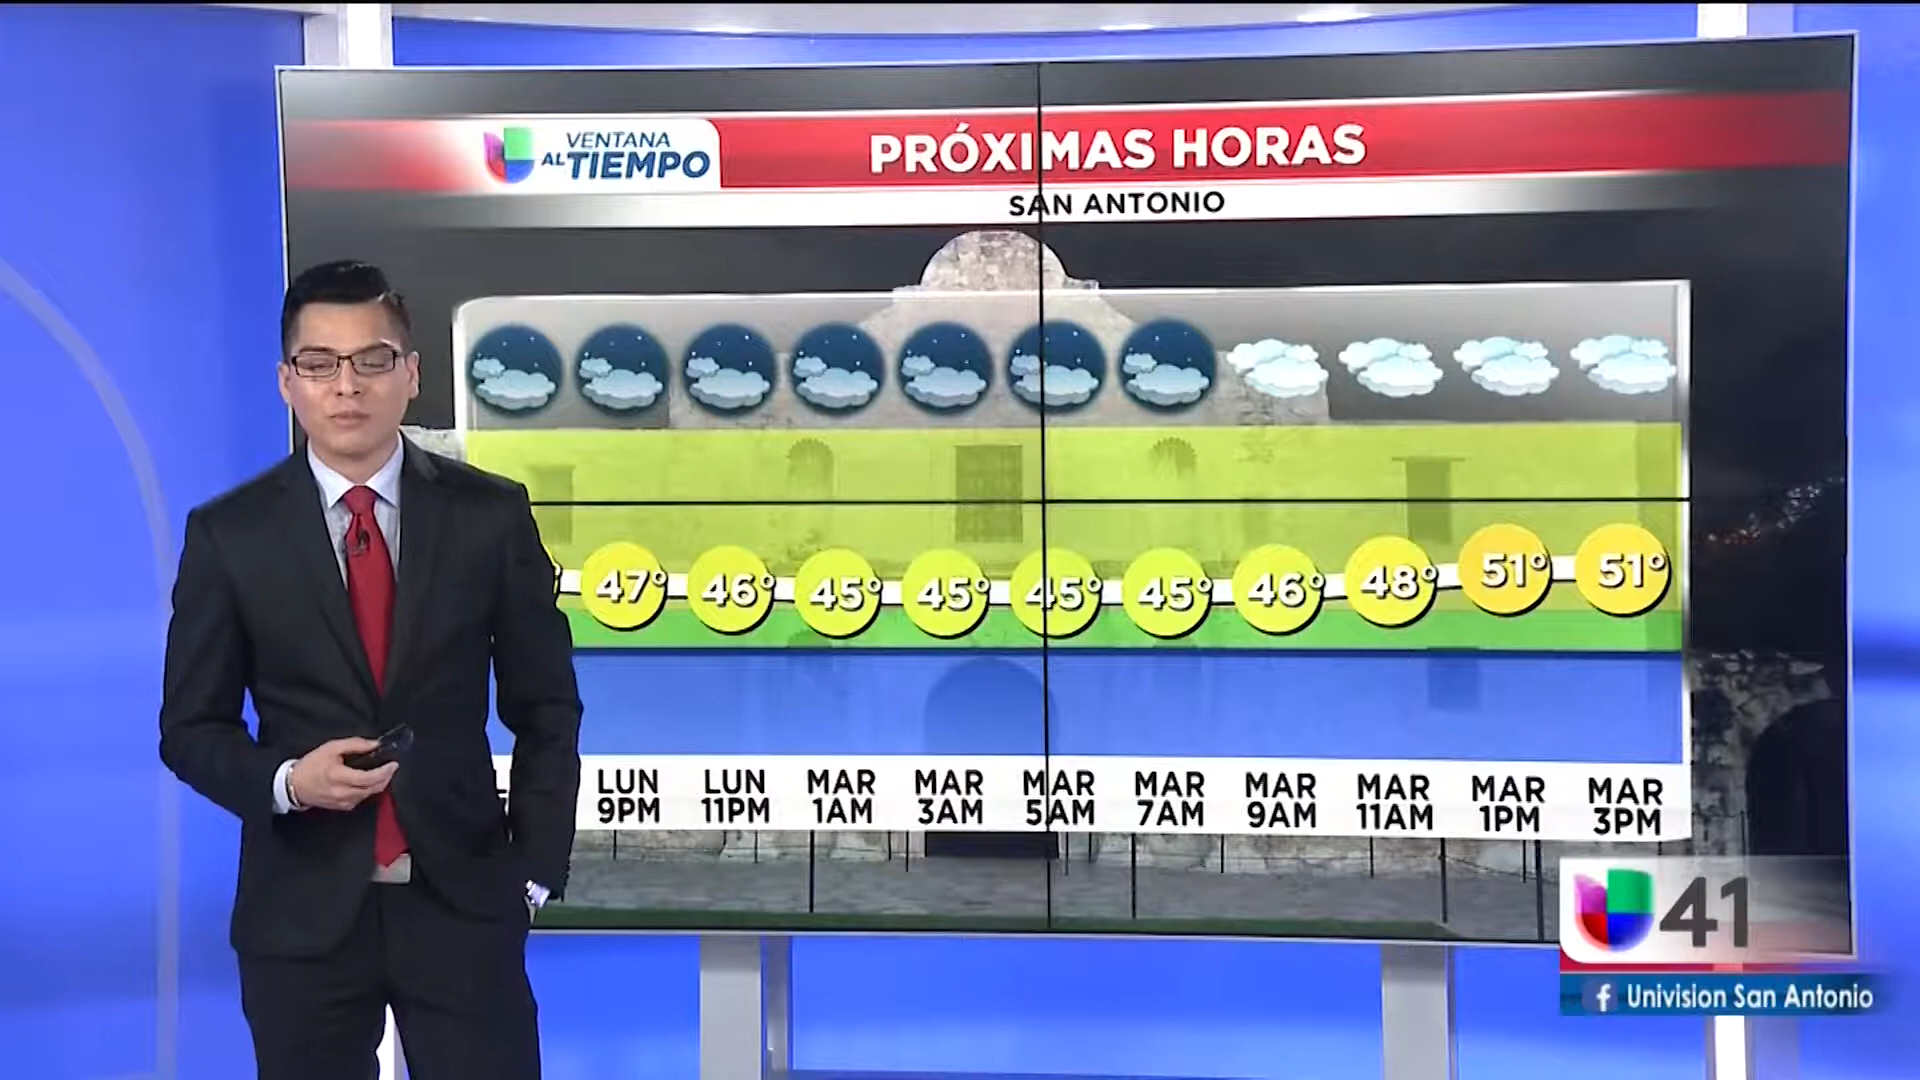 VENTANA
AL TIEMPO
PRÓXIMAS HORAS
SAN ANTONIO
47° 46° 45° 45° 45° 45° 46° 48° 51° 51°
LUN LUN MAR MAR MAR MAR MAR MAR MAR MAR
9PM 11PM 1AM 3AM 5AM 7AM 9AM 11AM 1PM 3PM
41
f Univision San Antonio